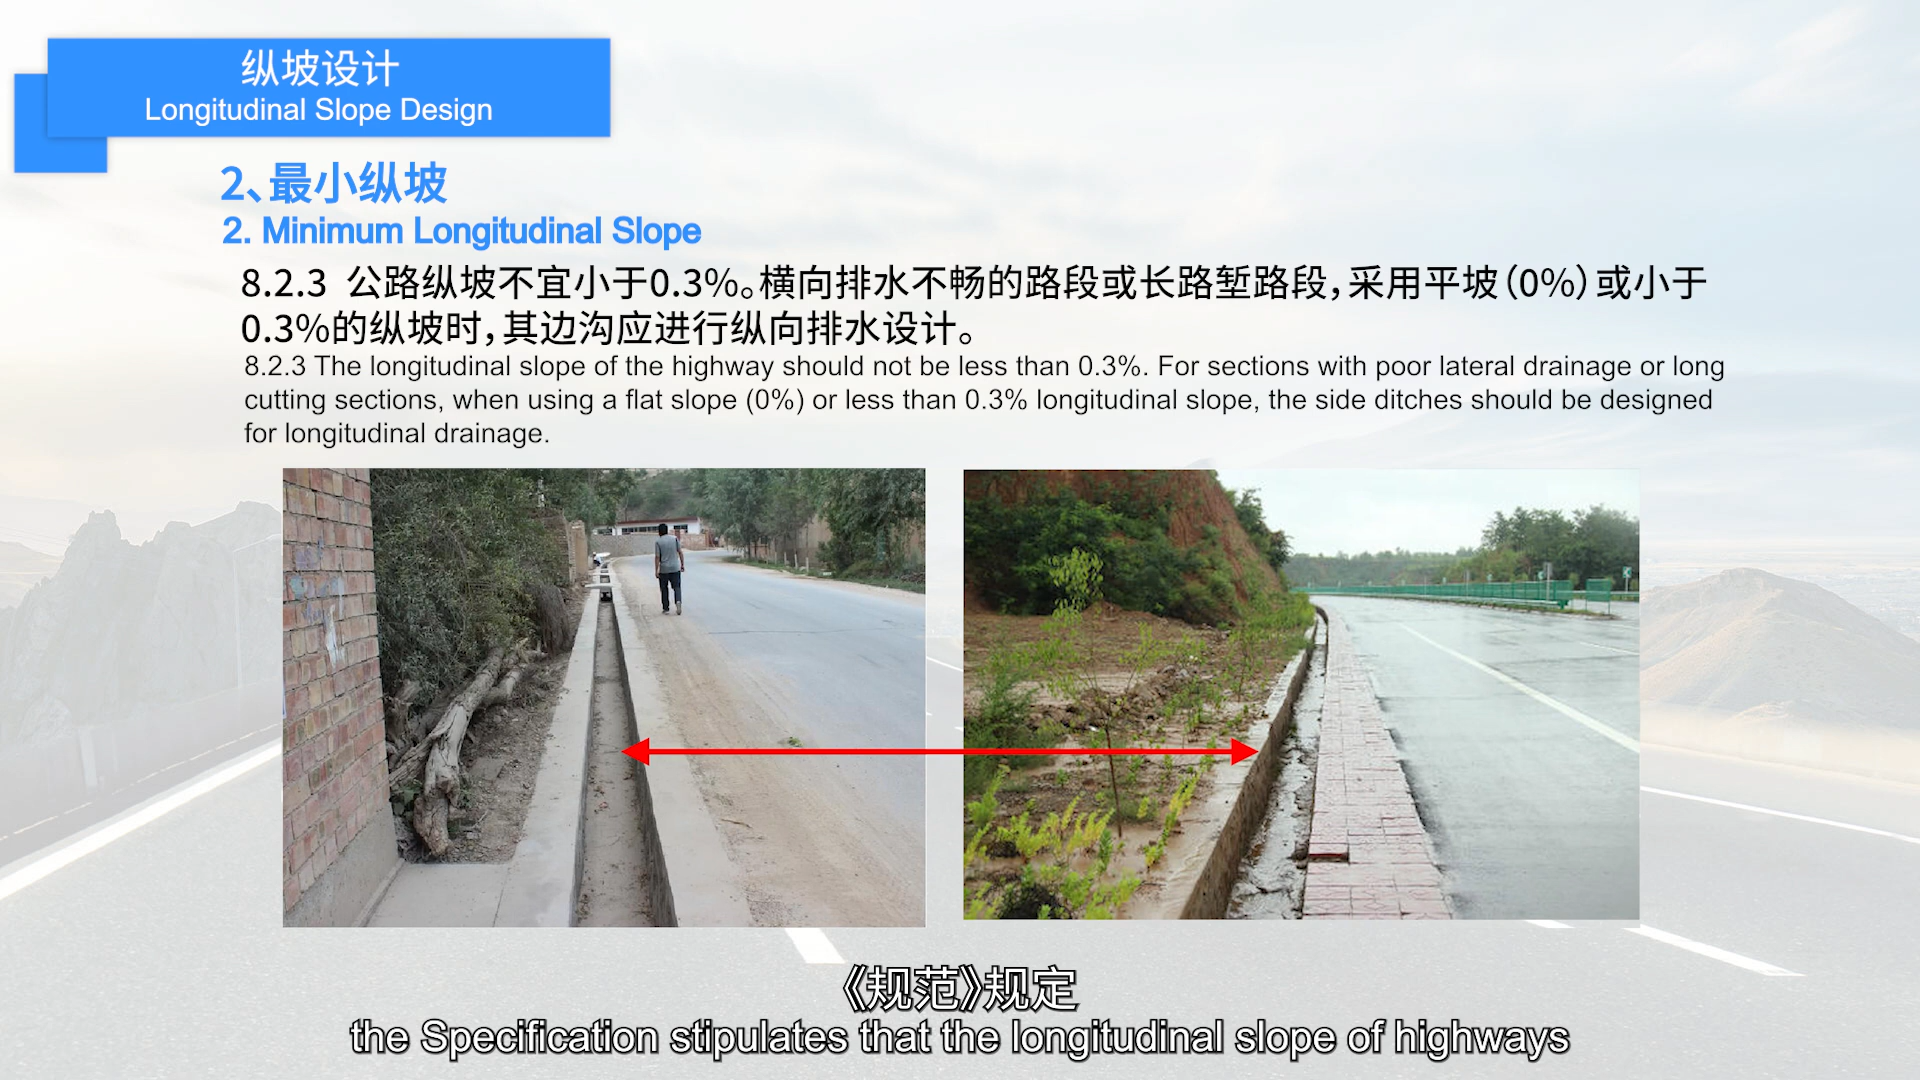 纵坡设计
Longitudinal Slope Design
2、最小纵坡
2. Minimum Longitudinal Slope
8.2.3 公路纵坡不宜小于0.3%。横向排水不畅的路段或长路堑路段，采用平坡（0%）或小于
0.3%的纵坡时，其边沟应进行纵向排水设计。
8.2.3 The longitudinal slope of the highway should not be less than 0.3%. For sections with poor lateral drainage or long
cutting sections, when using a flat slope (0%) or less than 0.3% longitudinal slope, the side ditches should be designed
for longitudinal drainage.
《规范》规定
the Specification stipulates that the longitudinal slope of highways